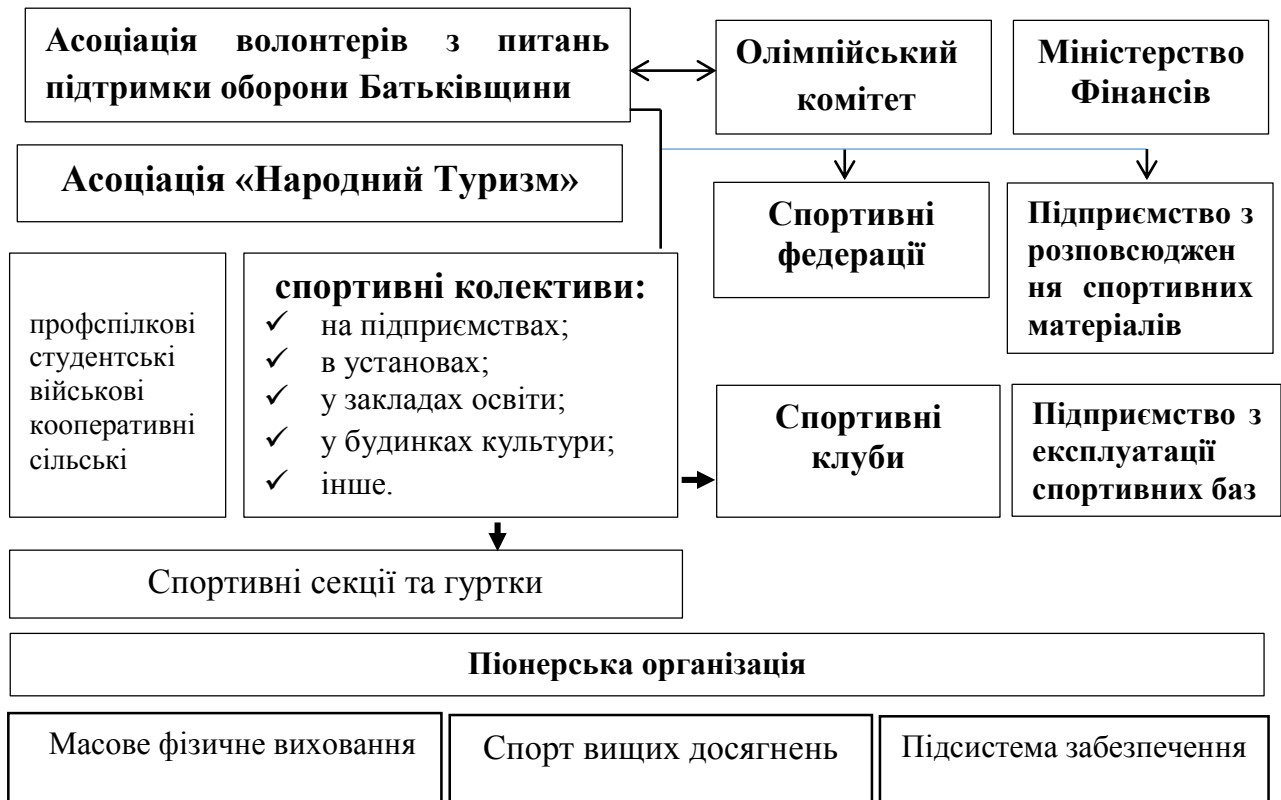 Асоціація волонтерів з питань
підтримки оборони Батьківщини
Олімпійський
комітет
Міністерство
Фінансів
Асоціація «Народний Туризм»
Спортивні
федерації
Підприємство з
розповсюджен
ня спортивних
матеріалів
профспілкові
студентські
військові
кооперативні
сільські
спортивні колективи:
✓ на підприємствах;
✓ в установах;
✓ у закладах освіти;
✓ у будинках культури;
✓ інше.
Спортивні
клуби
Підприємство з
експлуатації
спортивних баз
Спортивні секції та гуртки
Піонерська організація
Масове фізичне виховання
Спорт вищих досягнень
Підсистема забезпечення